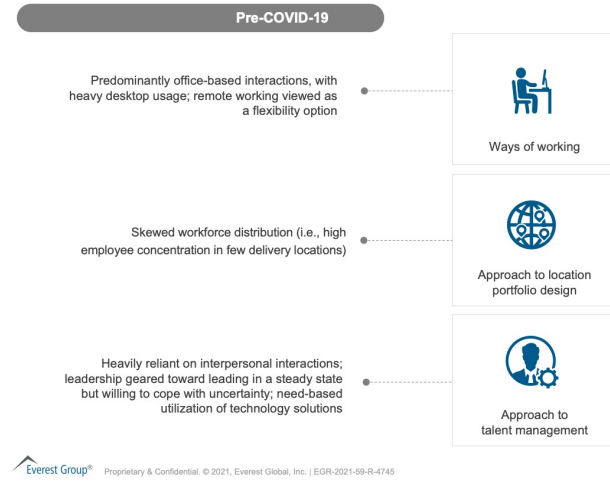 Pre-COVID-19
Predominantly office-based interactions, with
heavy desktop usage; remote working viewed as
a flexibility option
Ways of working
Skewed workforce distribution (i.e., high
employee concentration in few delivery locations)
Approach to location
portfolio design
Heavily reliant on interpersonal interactions;
leadership geared toward leading in a steady state
but willing to cope with uncertainty; need-based
utilization of technology solutions
Approach to
talent management
Everest Group® Proprietary & Confidential. © 2021, Everest Global, Inc. | EGR-2021-59-R-4745